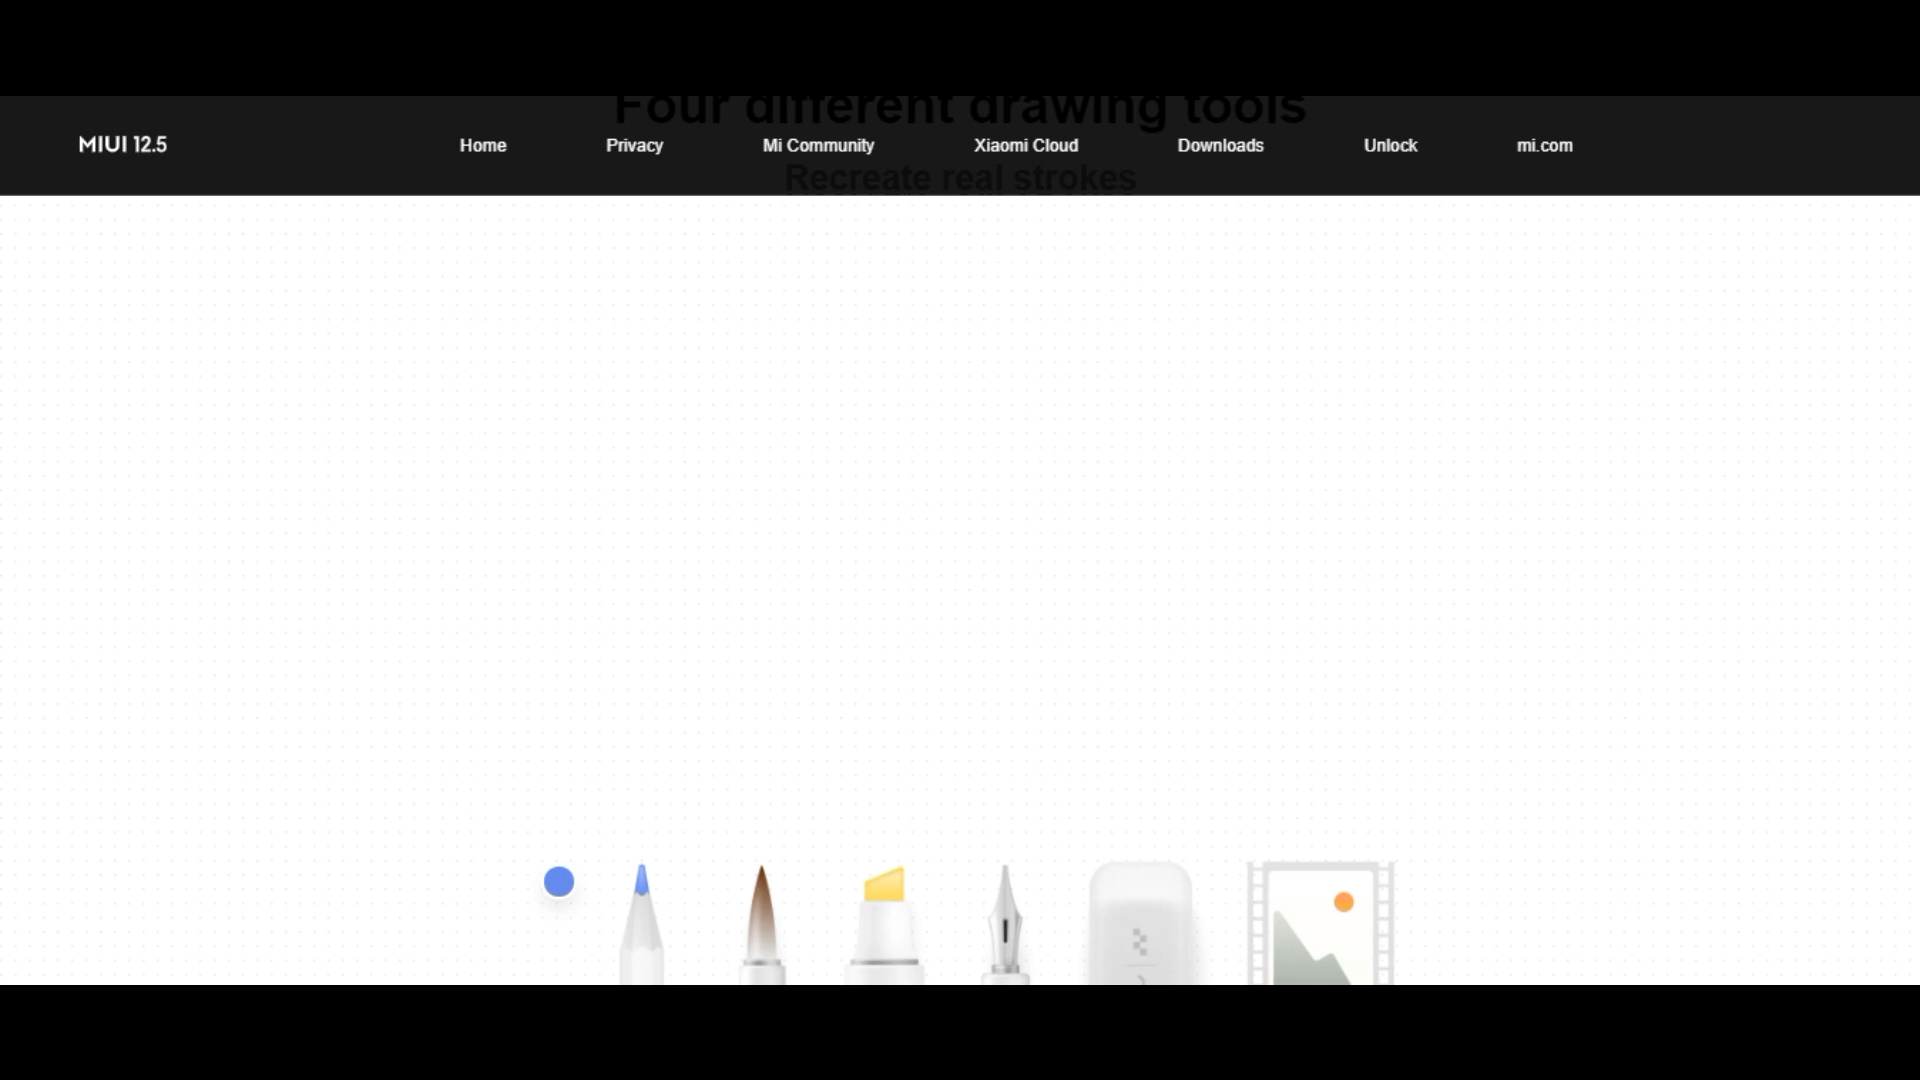 Four different drawing tools
MIUI 12.5 Home Privacy Mi Community Xiaomi Cloud Downloads Unlock mi.com
Recreate real strokes